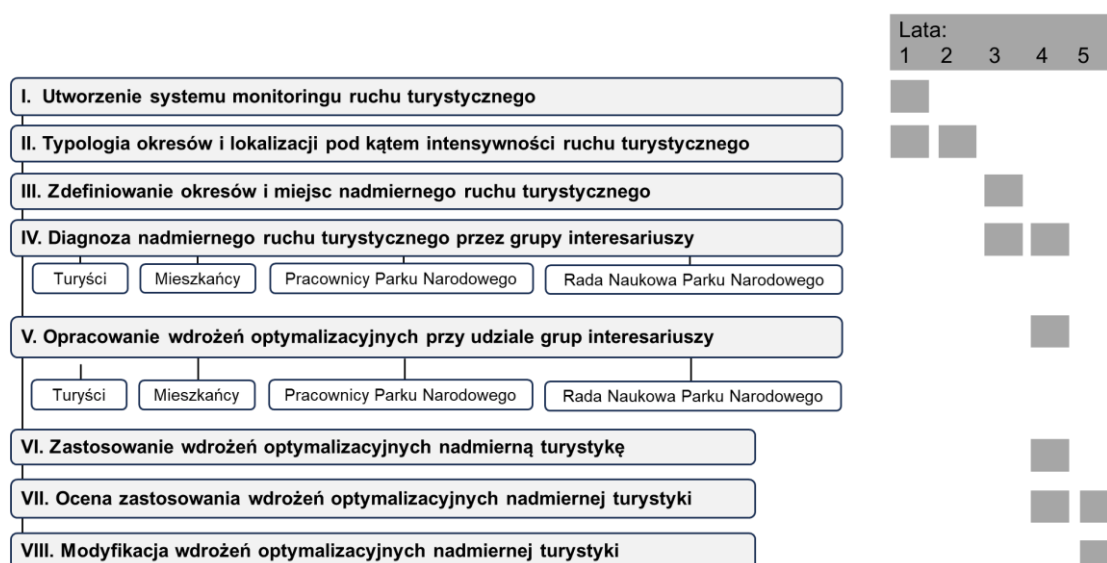 Lata:
1 2 3 4 5
I. Utworzenie systemu monitoringu ruchu turystycznego
II. Typologia okresów i lokalizacji pod kątem intensywności ruchu turystycznego
III. Zdefiniowanie okresów i miejsc nadmiernego ruchu turystycznego
IV. Diagnoza nadmiernego ruchu turystycznego przez grupy interesariuszy
Turyści Mieszkańcy Pracownicy Parku Narodowego Rada Naukowa Parku Narodowego
V. Opracowanie wdrożeń optymalizacyjnych przy udziale grup interesariuszy
Turyści Mieszkańcy Pracownicy Parku Narodowego Rada Naukowa Parku Narodowego
VI. Zastosowanie wdrożeń optymalizacyjnych nadmierną turystykę
VII. Ocena zastosowania wdrożeń optymalizacyjnych nadmiernej turystyki
VIII. Modyfikacja wdrożeń optymalizacyjnych nadmiernej turystyki